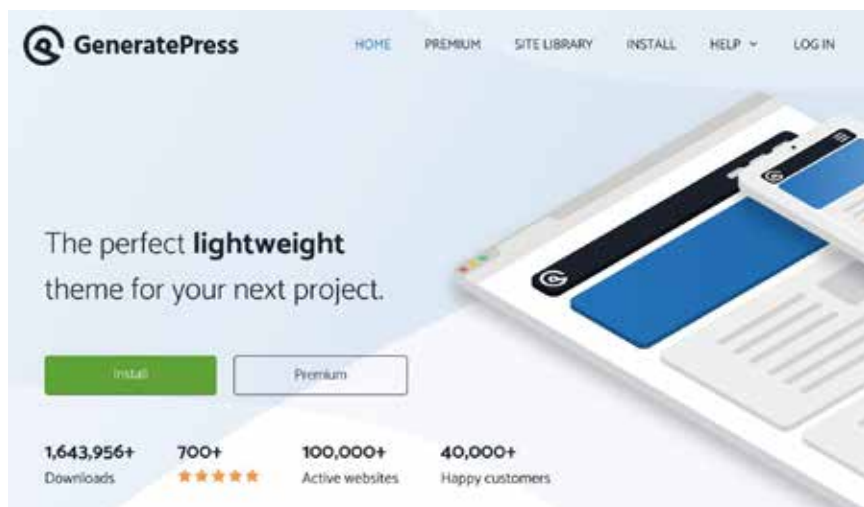 GeneratePress
HOME PREMIUM SITE LIBRARY INSTALL HELP LOG IN
The perfect lightweight
theme for your next project.
Install Premium
1,643,956+ 700+ 100,000+ 40,000+
Downloads Active websites Happy customers